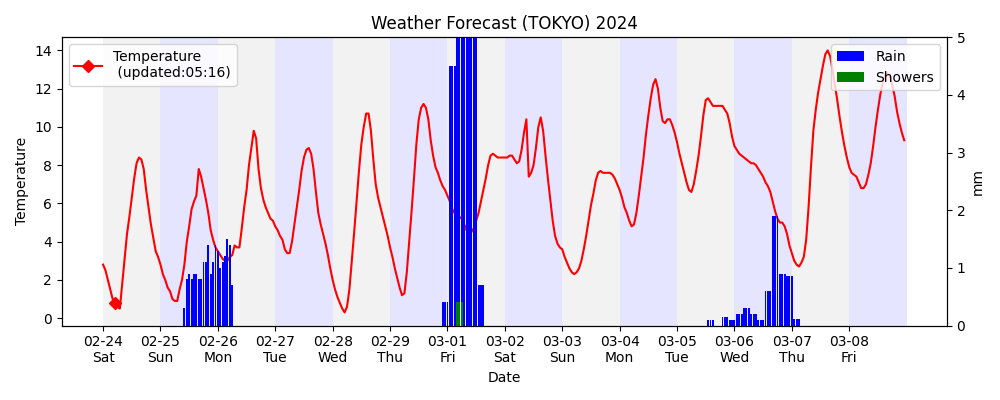 Weather Forecast (TOKYO) 2024
Temperature
(updated:05:16)
Rain
Showers
14
12
10
8
6
4
2
0
Temperature
5
4
3
2
1
0
mm
02-24 02-25 02-26 02-27 02-28 02-29 03-01 03-02 03-03 03-04 03-05 03-06 03-07 03-08
Sat Sun Mon Tue Wed Thu Fri Sat Sun Mon Tue Wed Thu Fri
Date